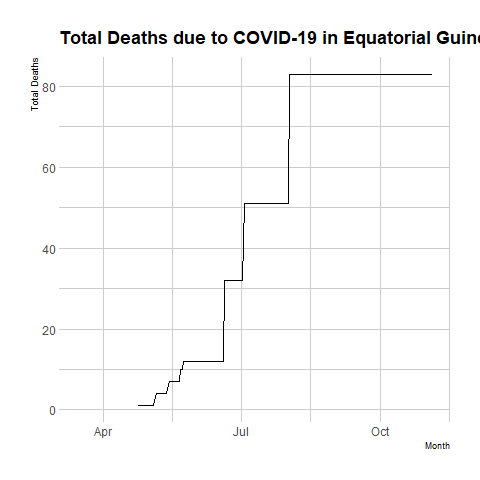 Total Deaths due to COVID-19 in Equatorial Guine
Total Deaths
80
60
40
20
0
Apr
Jul
Oct
Month